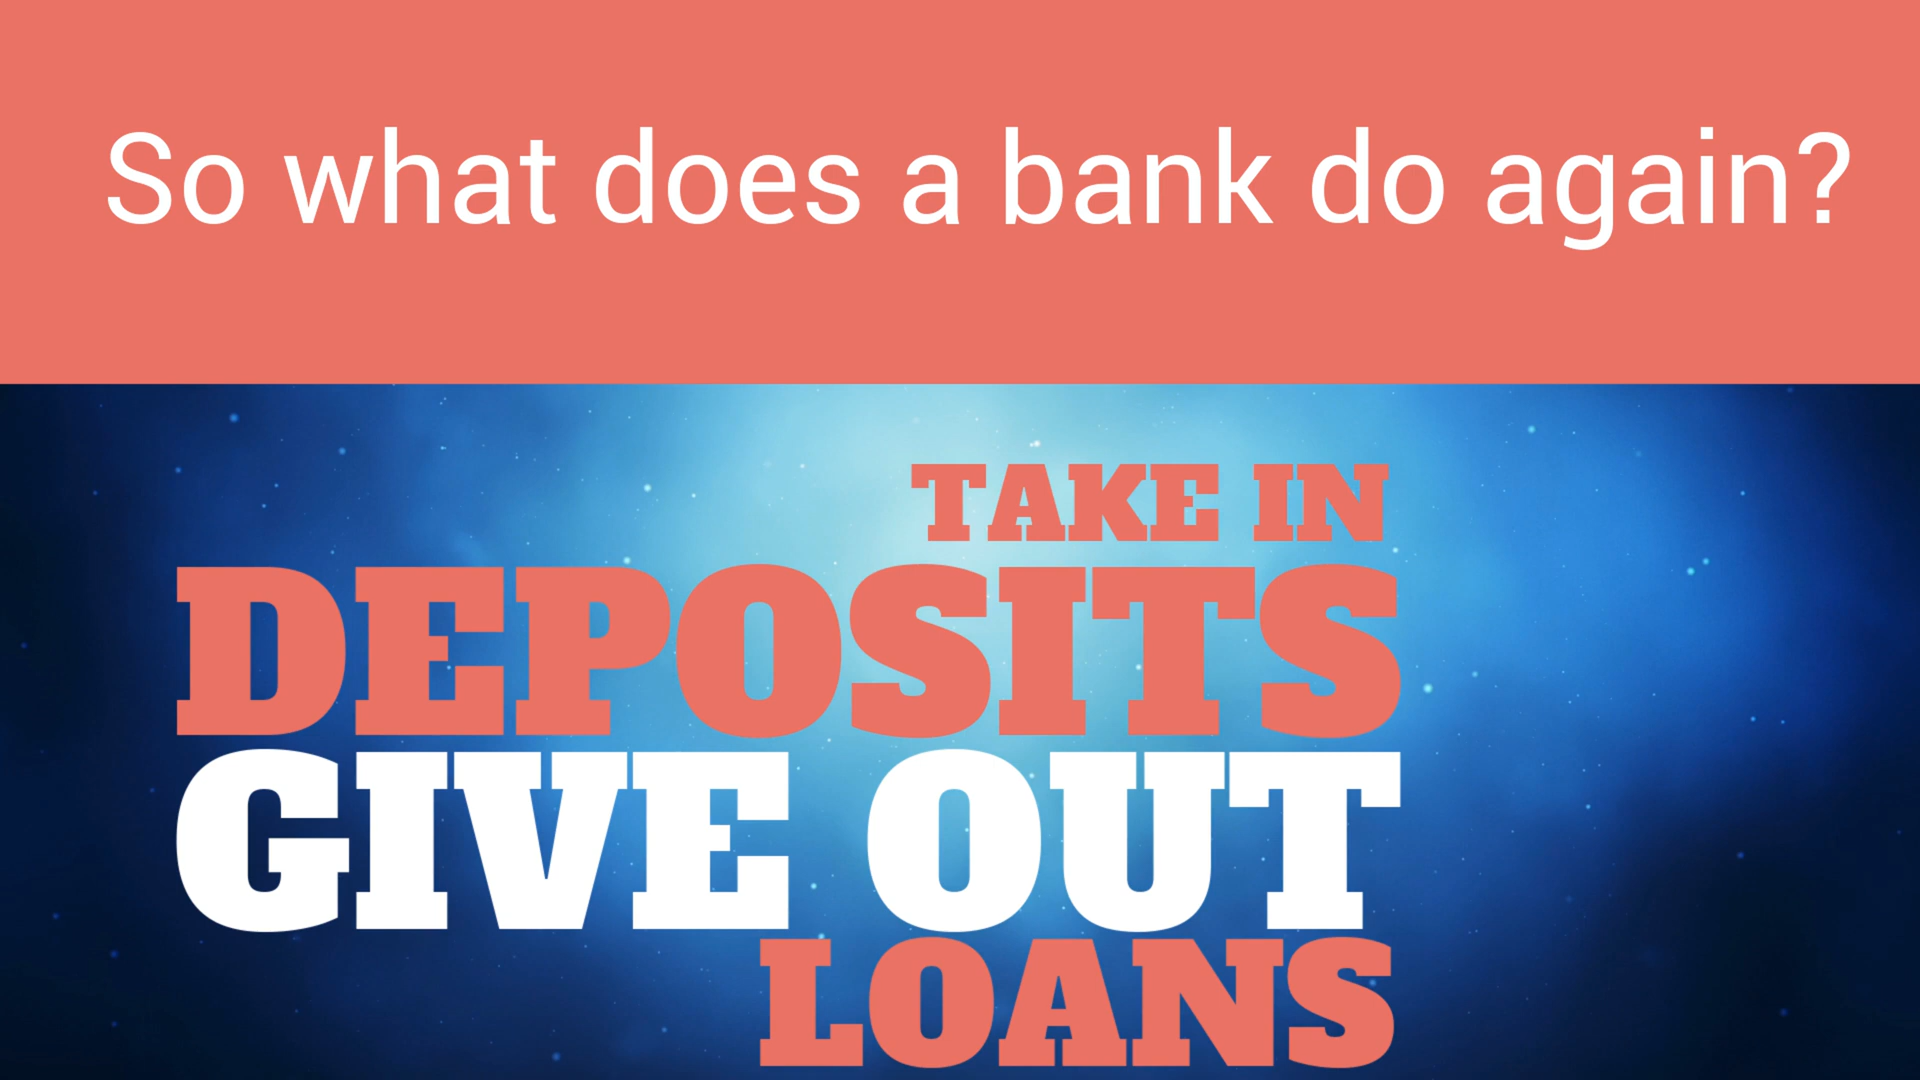 So what does a bank do again?
TAKE IN
DEPOSITS
GIVE OUT
LOANS